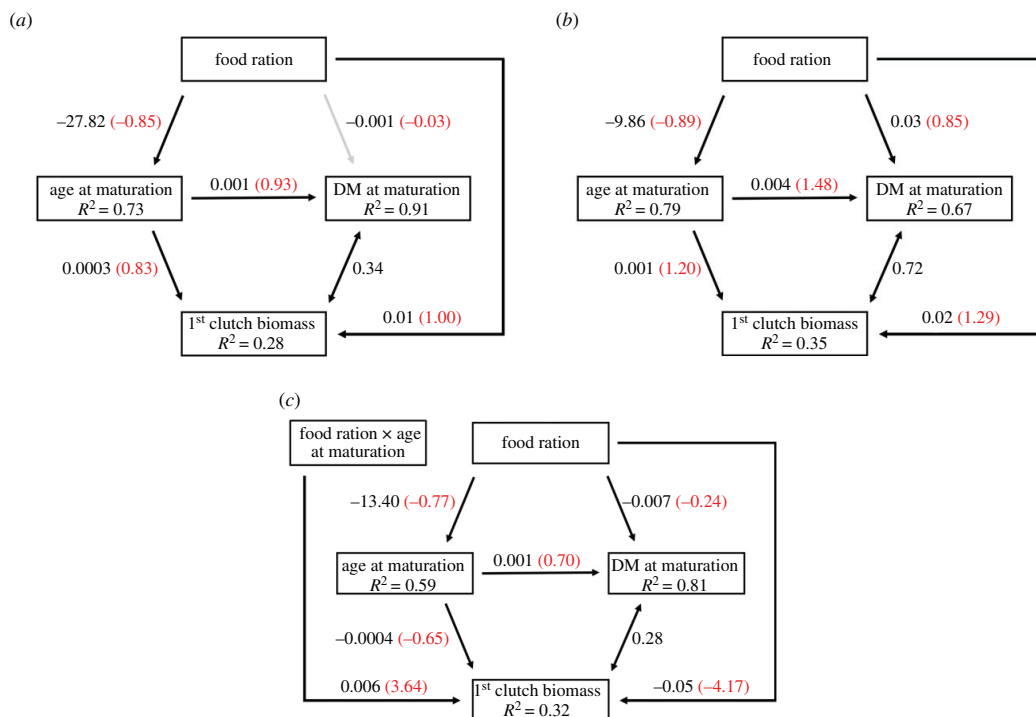 (a)
food ration
–27.82 (–0.85)
–0.001 (–0.03)
age at maturation
R² = 0.73
0.001 (0.93)
DM at maturation
R² = 0.91
0.0003 (0.83)
0.34
1st clutch biomass
R² = 0.28
0.01 (1.00)
(b)
food ration
–9.86 (–0.89)
0.03 (0.85)
age at maturation
R² = 0.79
0.004 (1.48)
DM at maturation
R² = 0.67
0.001 (1.20)
0.72
1st clutch biomass
R² = 0.35
0.02 (1.29)
(c)
food ration × age
at maturation
food ration
–13.40 (–0.77)
–0.007 (–0.24)
age at maturation
R² = 0.59
0.001 (0.70)
DM at maturation
R² = 0.81
–0.0004 (–0.65)
0.28
0.006 (3.64)
1st clutch biomass
R² = 0.32
–0.05 (–4.17)